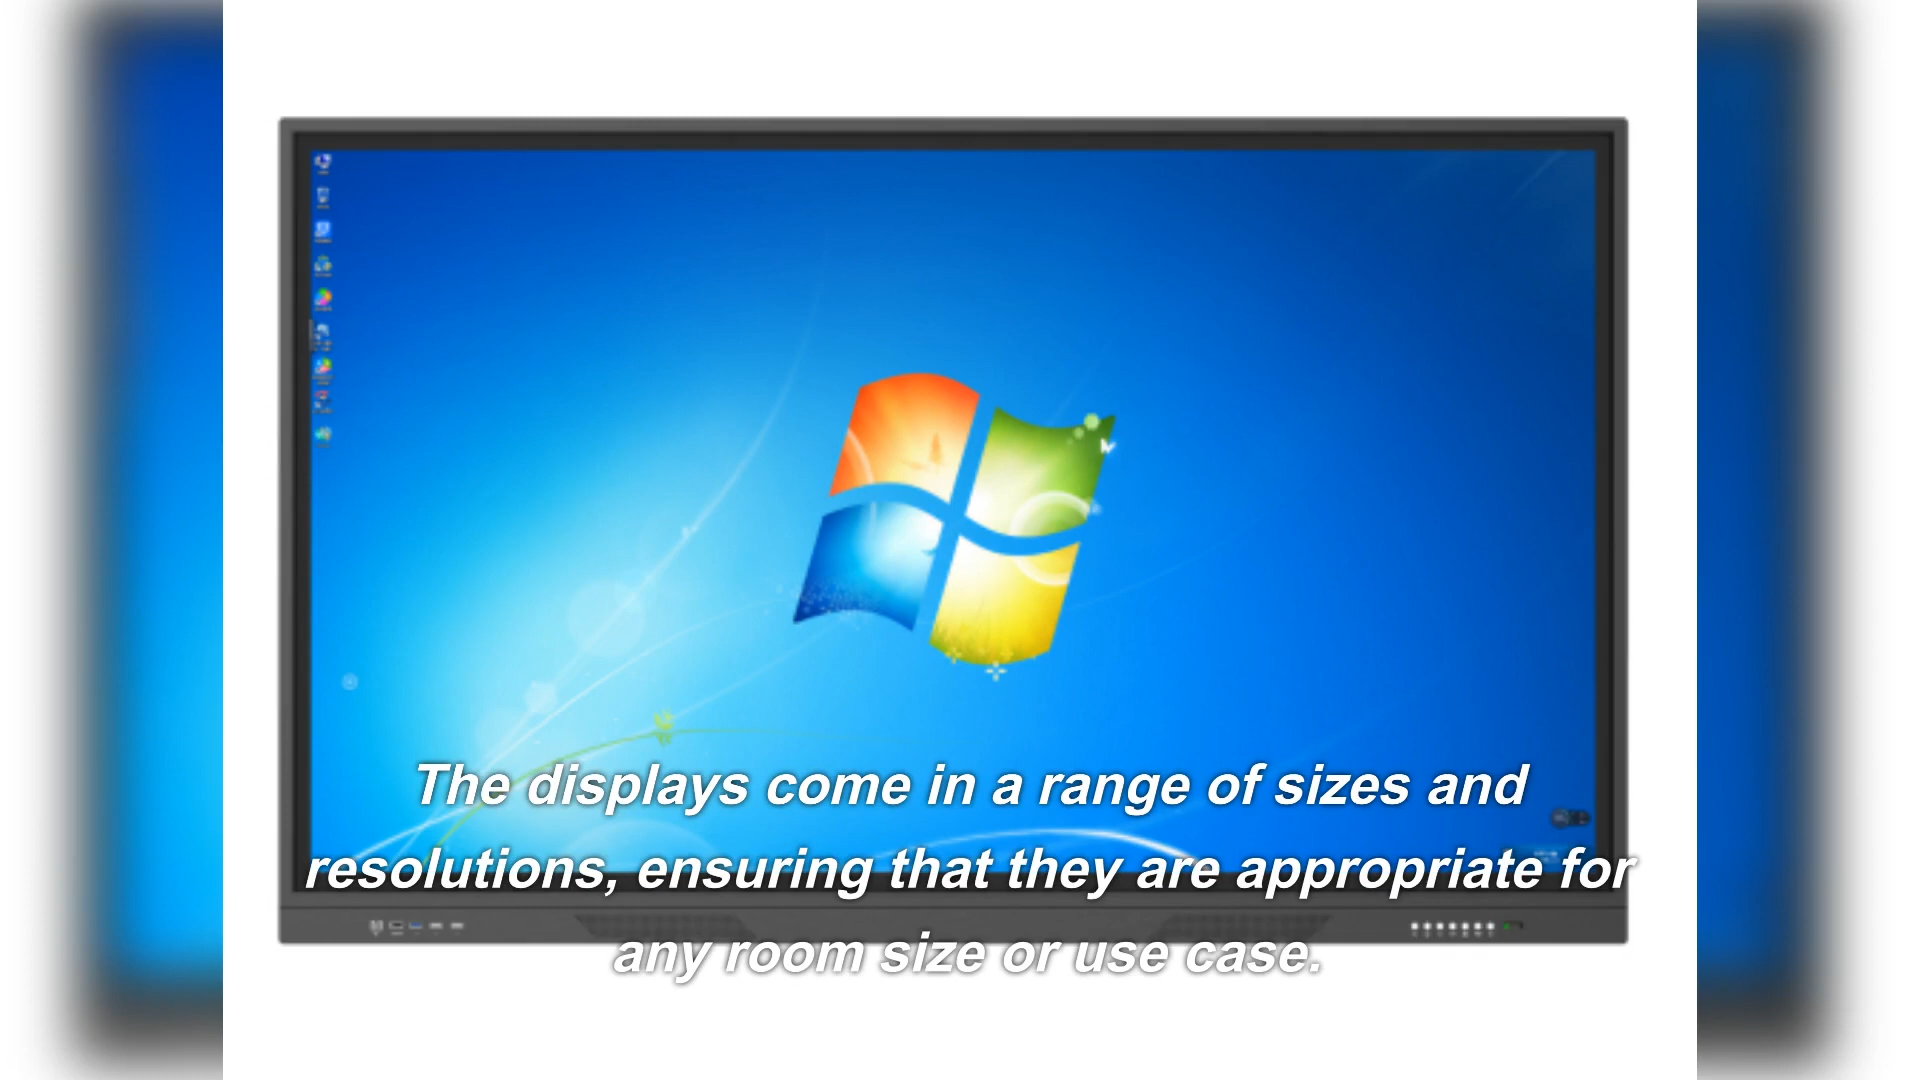 The displays come in a range of sizes and
resolutions, ensuring that they are appropriate for
any room size or use case.